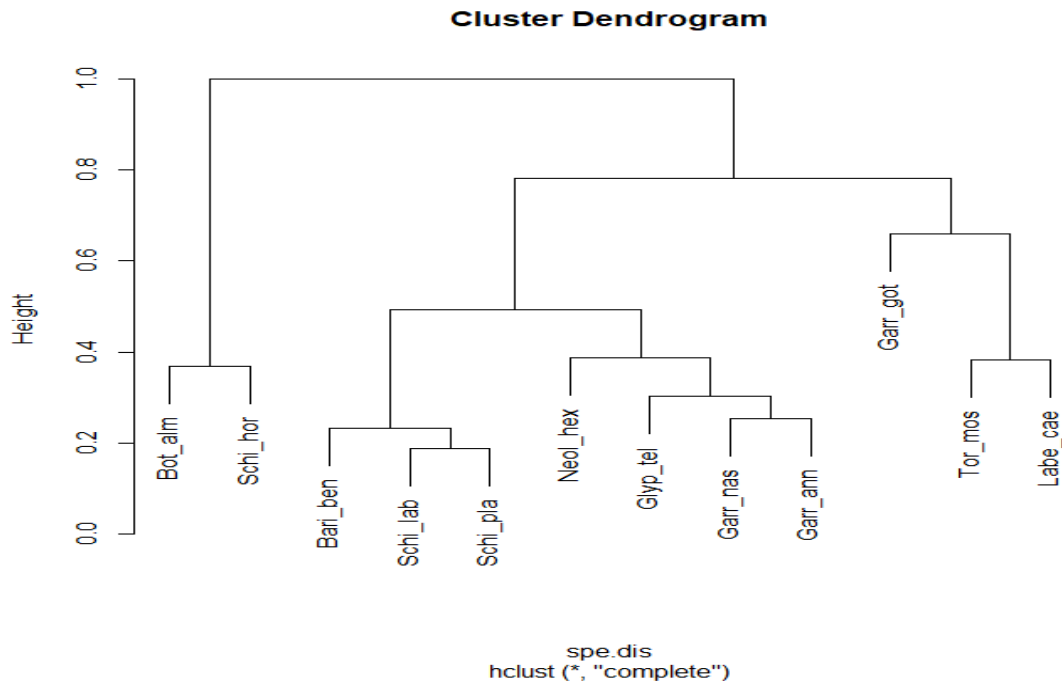 Cluster Dendrogram
Height
0.0
0.2
0.4
0.6
0.8
1.0
Bot_alm
Schi_hor
Bari_ben
Schi_lab
Schi_pla
Neol_hex
Glyp_tel
Garr_nas
Garr_ann
Garr_got
Tor_mos
Labe_cae
spe.dis
hclust (*, "complete")